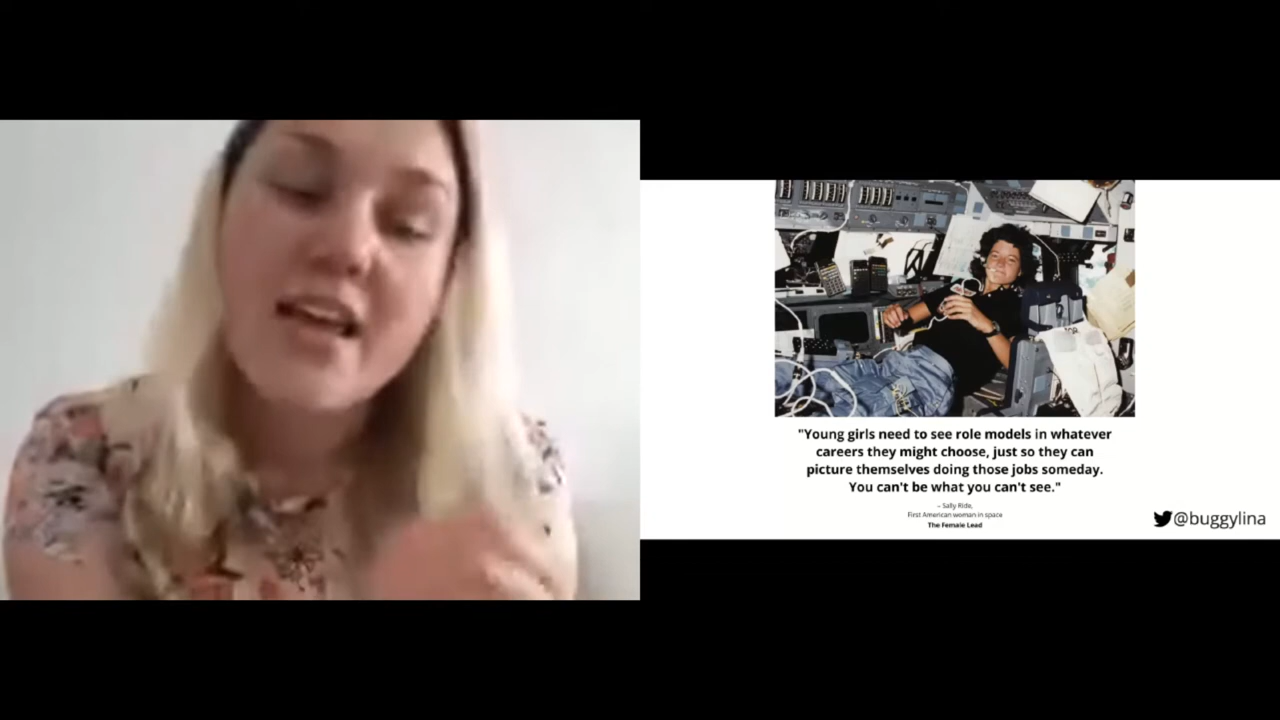 "Young girls need to see role models in whatever
careers they might choose, just so they can
picture themselves doing those jobs someday.
You can't be what you can't see."
– Sally Ride,
First American woman in space
The Female Lead
@buggylina